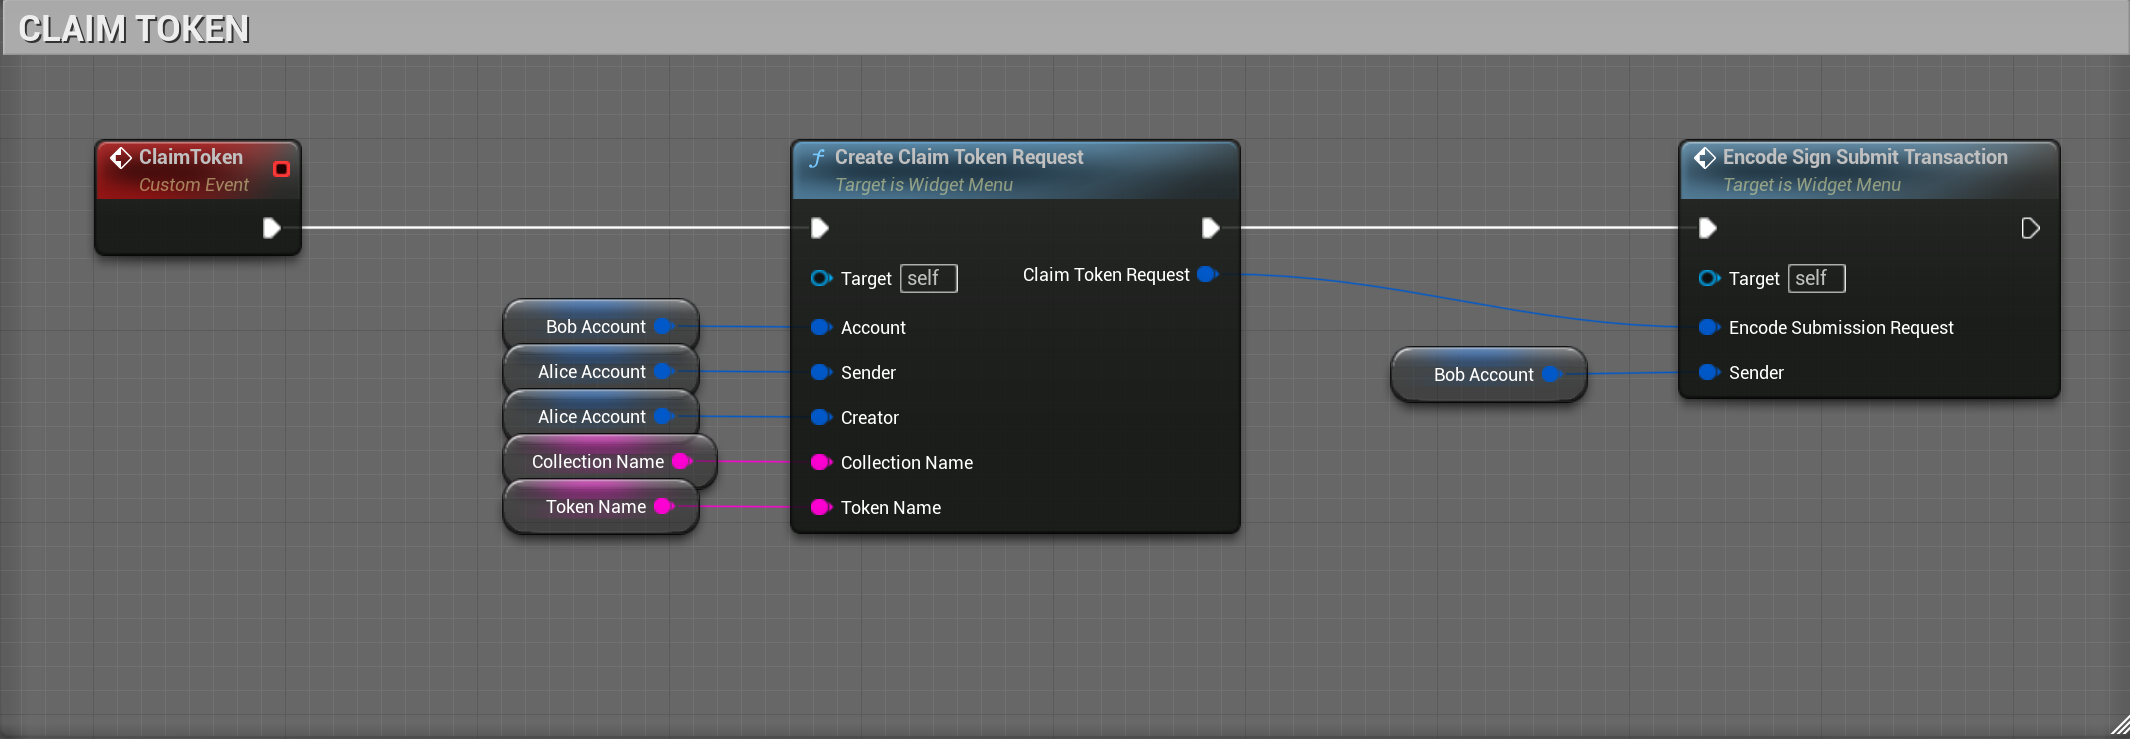 CLAIM TOKEN
ClaimToken
Custom Event
Create Claim Token Request
Target is Widget Menu
Target self
Claim Token Request
Account
Sender
Creator
Collection Name
Token Name
Bob Account
Alice Account
Alice Account
Collection Name
Token Name
Encode Sign Submit Transaction
Target is Widget Menu
Target self
Encode Submission Request
Sender
Bob Account